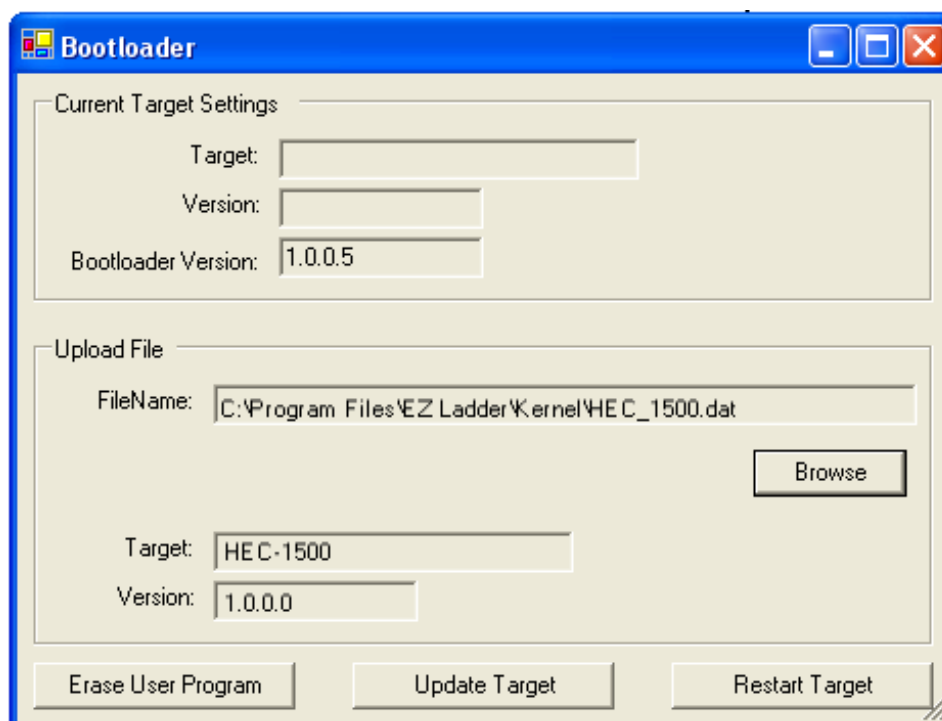 Bootloader
Current Target Settings
Target:
Version:
Bootloader Version: 1.0.0.5
Upload File
FileName: C:\Program Files\EZ Ladder\Kernel\HEC_1500.dat
Browse
Target: HEC-1500
Version: 1.0.0.0
Erase User Program Update Target Restart Target